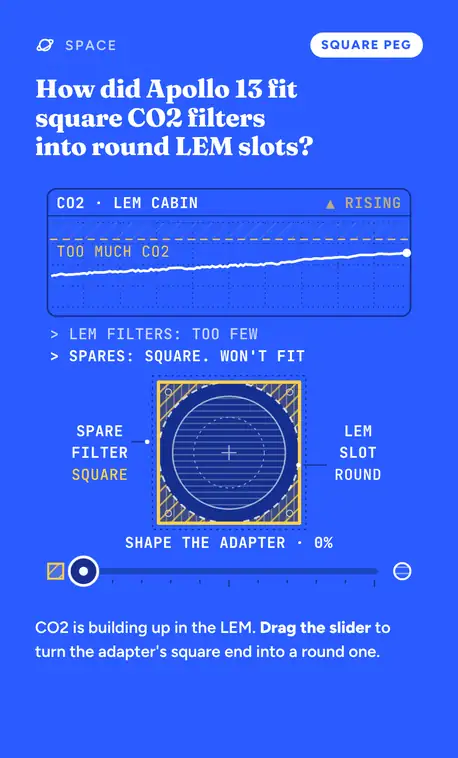 SPACE
SQUARE PEG
How did Apollo 13 fit
square CO2 filters
into round LEM slots?
CO2 · LEM CABIN
▲ RISING
TOO MUCH CO2
> LEM FILTERS: TOO FEW
> SPARES: SQUARE. WON'T FIT
SPARE
FILTER
SQUARE
LEM
SLOT
ROUND
SHAPE THE ADAPTER · 0%
CO2 is building up in the LEM. Drag the slider to
turn the adapter's square end into a round one.